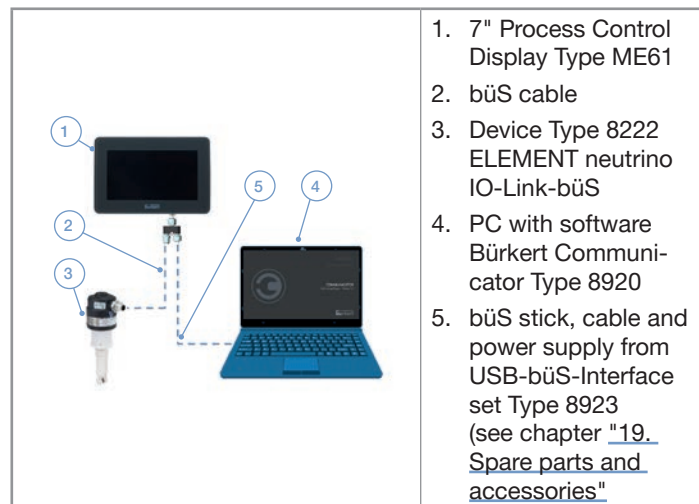 1
2
3
4
5
1. 7" Process Control
Display Type ME61
2. büS cable
3. Device Type 8222
ELEMENT neutrino
IO-Link-büS
4. PC with software
Bürkert Communi-
cator Type 8920
5. büS stick, cable and
power supply from
USB-büS-Interface
set Type 8923
(see chapter "19.
Spare parts and
accessories"